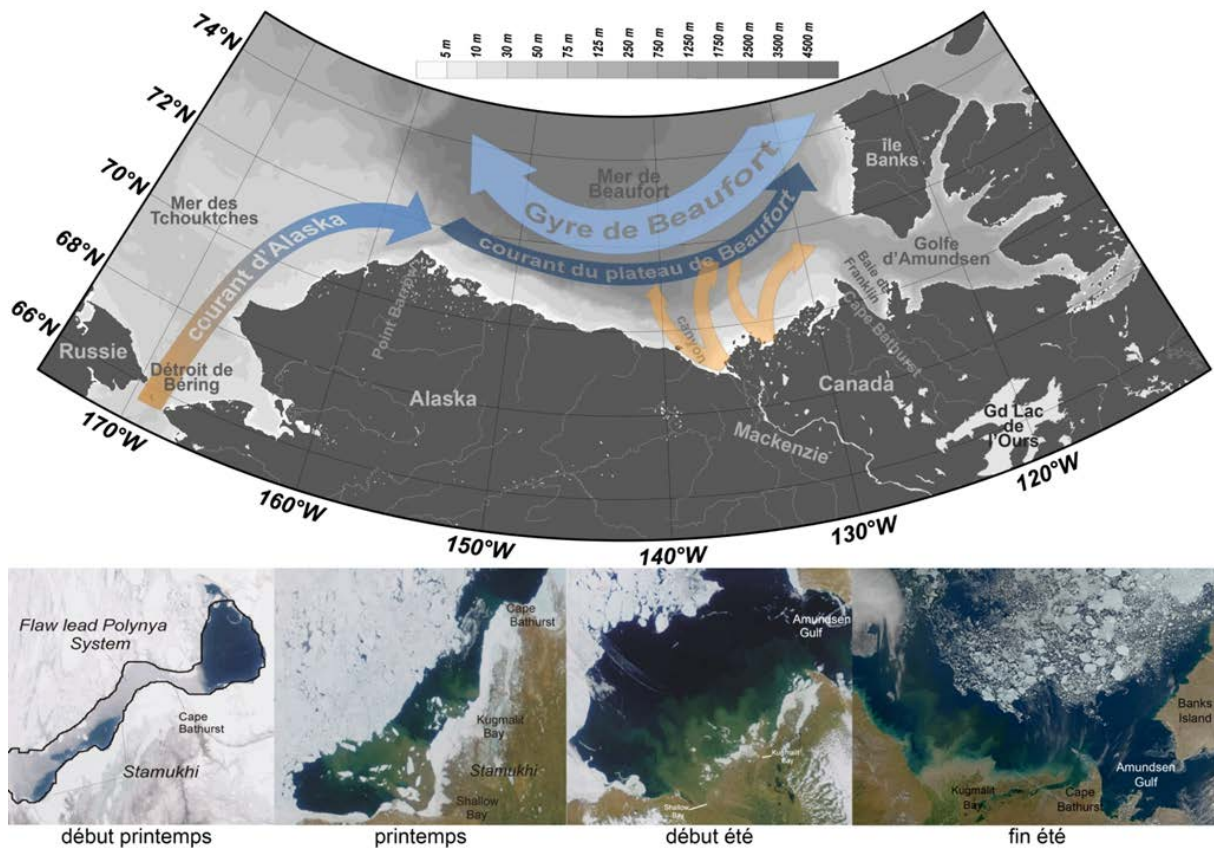 5 m
10 m
30 m
50 m
75 m
125 m
250 m
750 m
1250 m
1750 m
2500 m
3500 m
4500 m
74°N
72°N
70°N
68°N
66°N
Mer des
Tchouktches
Mer de
Beaufort
Gyre de Beaufort
courant du plateau de Beaufort
courant d'Alaska
île
Banks
Golfe
d'Amundsen
Baie de
Franklin
Cape Bathurst
Point Barrow
canyon
Russie
Détroit de
Béring
Alaska
Canada
Mackenzie
Gd Lac
de
l'Ours
170°W
160°W
150°W
140°W
130°W
120°W
Flaw lead Polynya
System
Cape
Bathurst
Stamukhi
début printemps
Cape
Bathurst
Kugmalit
Bay
Stamukhi
Shallow
Bay
printemps
Amundsen
Gulf
Kugmalit
Bay
Shallow
Bay
début été
Banks
Island
Amundsen
Gulf
Kugmalit
Bay
Cape
Bathurst
fin été